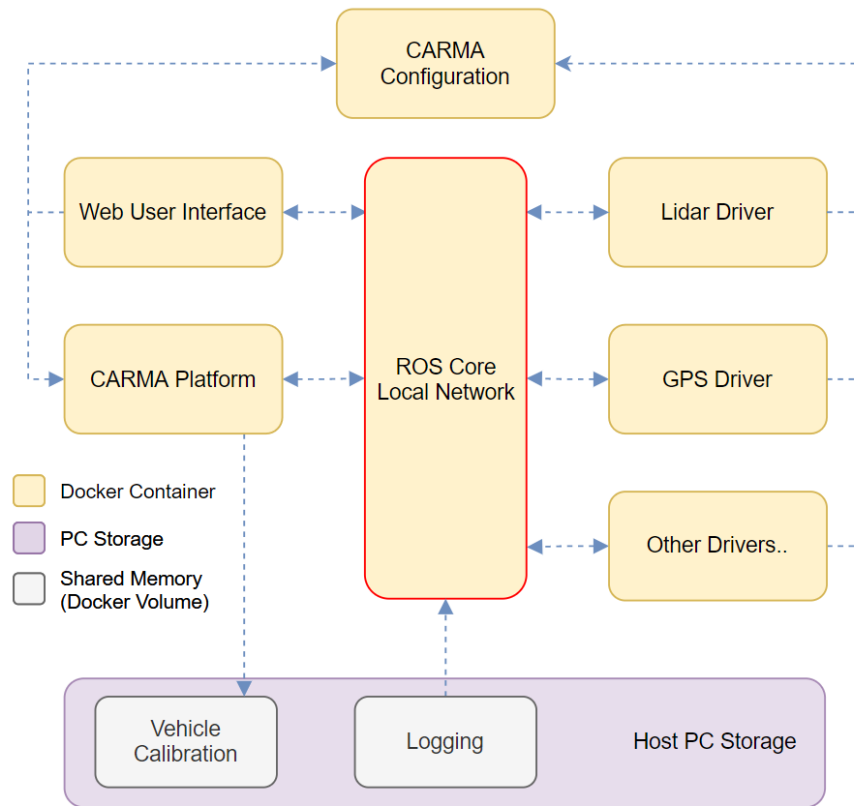 CARMA
Configuration
Web User Interface
Lidar Driver
ROS Core
Local Network
CARMA Platform
GPS Driver
Docker Container
PC Storage
Shared Memory
(Docker Volume)
Other Drivers..
Vehicle
Calibration
Logging
Host PC Storage